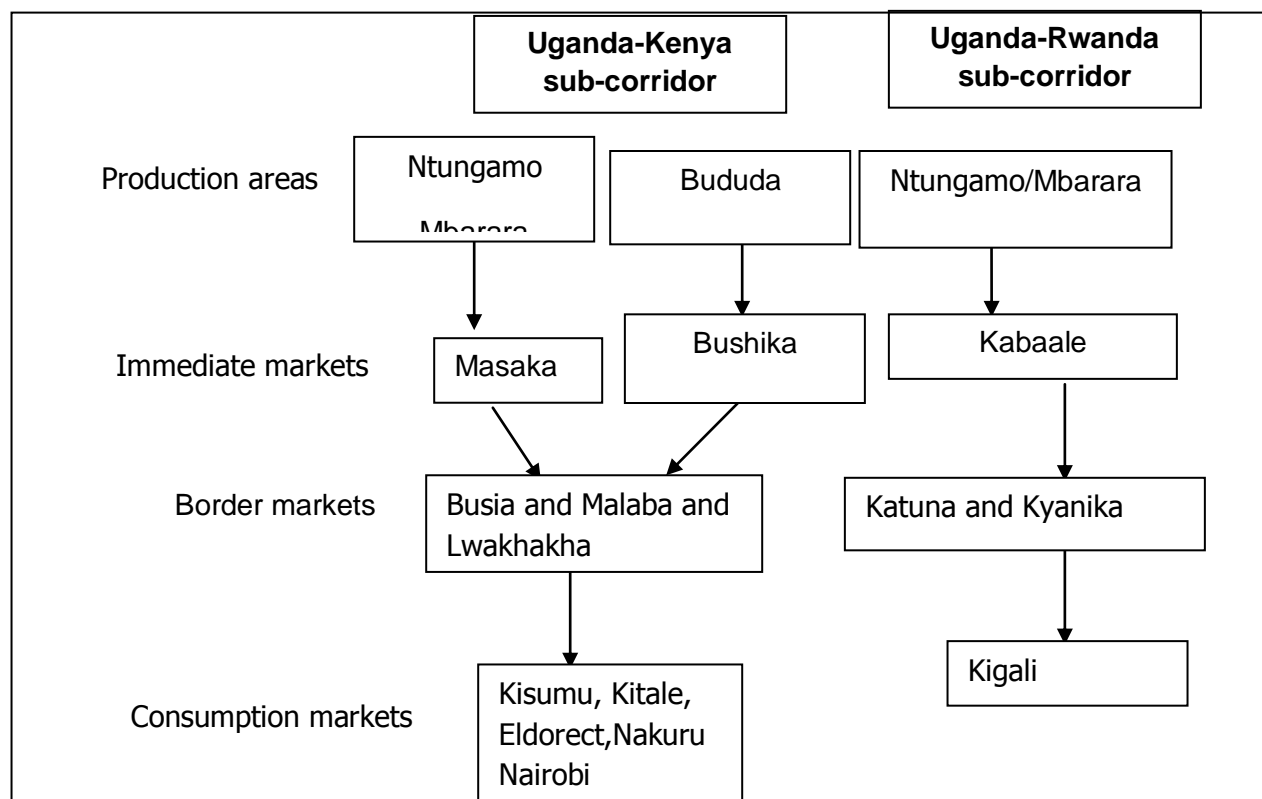 Uganda-Kenya
sub-corridor
Uganda-Rwanda
sub-corridor
Production areas
Ntungamo
Mbarara
Bududa
Ntungamo/Mbarara
Immediate markets
Masaka
Bushika
Kabaale
Border markets
Busia and Malaba and
Lwakhakha
Katuna and Kyanika
Consumption markets
Kisumu, Kitale,
Eldorect,Nakuru
Nairobi
Kigali